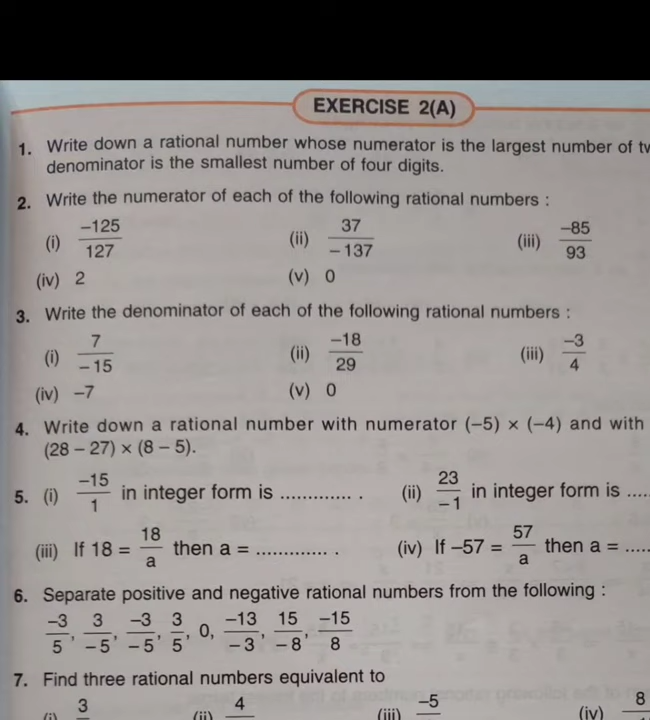 EXERCISE 2(A)
1. Write down a rational number whose numerator is the largest number of
denominator is the smallest number of four digits.
2. Write the numerator of each of the following rational numbers :
(i) -125/127 (ii) 37/-137 (iii) -85/93
(iv) 2 (v) 0
3. Write the denominator of each of the following rational numbers :
(i) 7/-15 (ii) -18/29 (iii) -3/4
(iv) -7 (v) 0
4. Write down a rational number with numerator (-5) × (-4) and with
(28 – 27) × (8 – 5).
5. (i) -15/1 in integer form is ............. . (ii) 23/-1 in integer form is ....
(iii) If 18 = 18/a then a = ............. . (iv) If –57 = 57/a then a = .....
6. Separate positive and negative rational numbers from the following :
-3/5, 3/-5, -3/-5, 3/5, 0, -13/-3, 15/-8, -15/8
7. Find three rational numbers equivalent to
(i) 3 (ii) 4 (iii) -5 (iv) 8